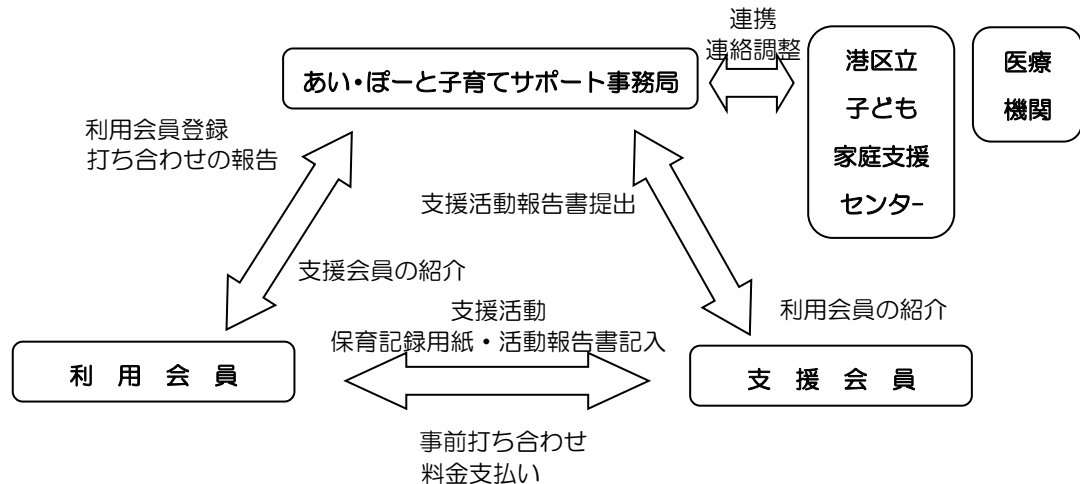 連携
連絡調整
あい・ぽーと子育てサポート事務局
港区立
子ども
家庭支援
センター
医療
機関
利用会員登録
打ち合わせの報告
支援活動報告書提出
支援会員の紹介
利用会員の紹介
支援活動
保育記録用紙・活動報告書記入
利 用 会 員
支 援 会 員
事前打ち合わせ
料金支払い